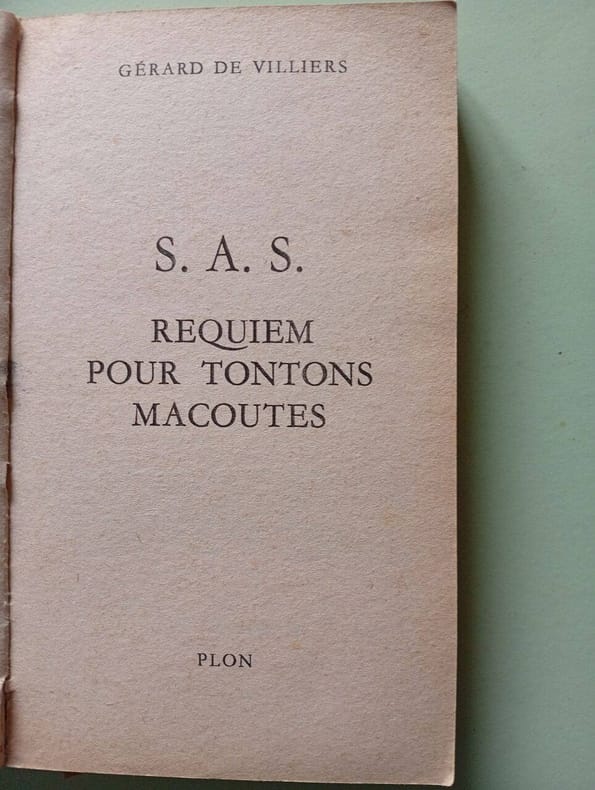 GÉRARD DE VILLIERS
S. A. S.
REQUIEM
POUR TONTONS
MACOUTES
PLON